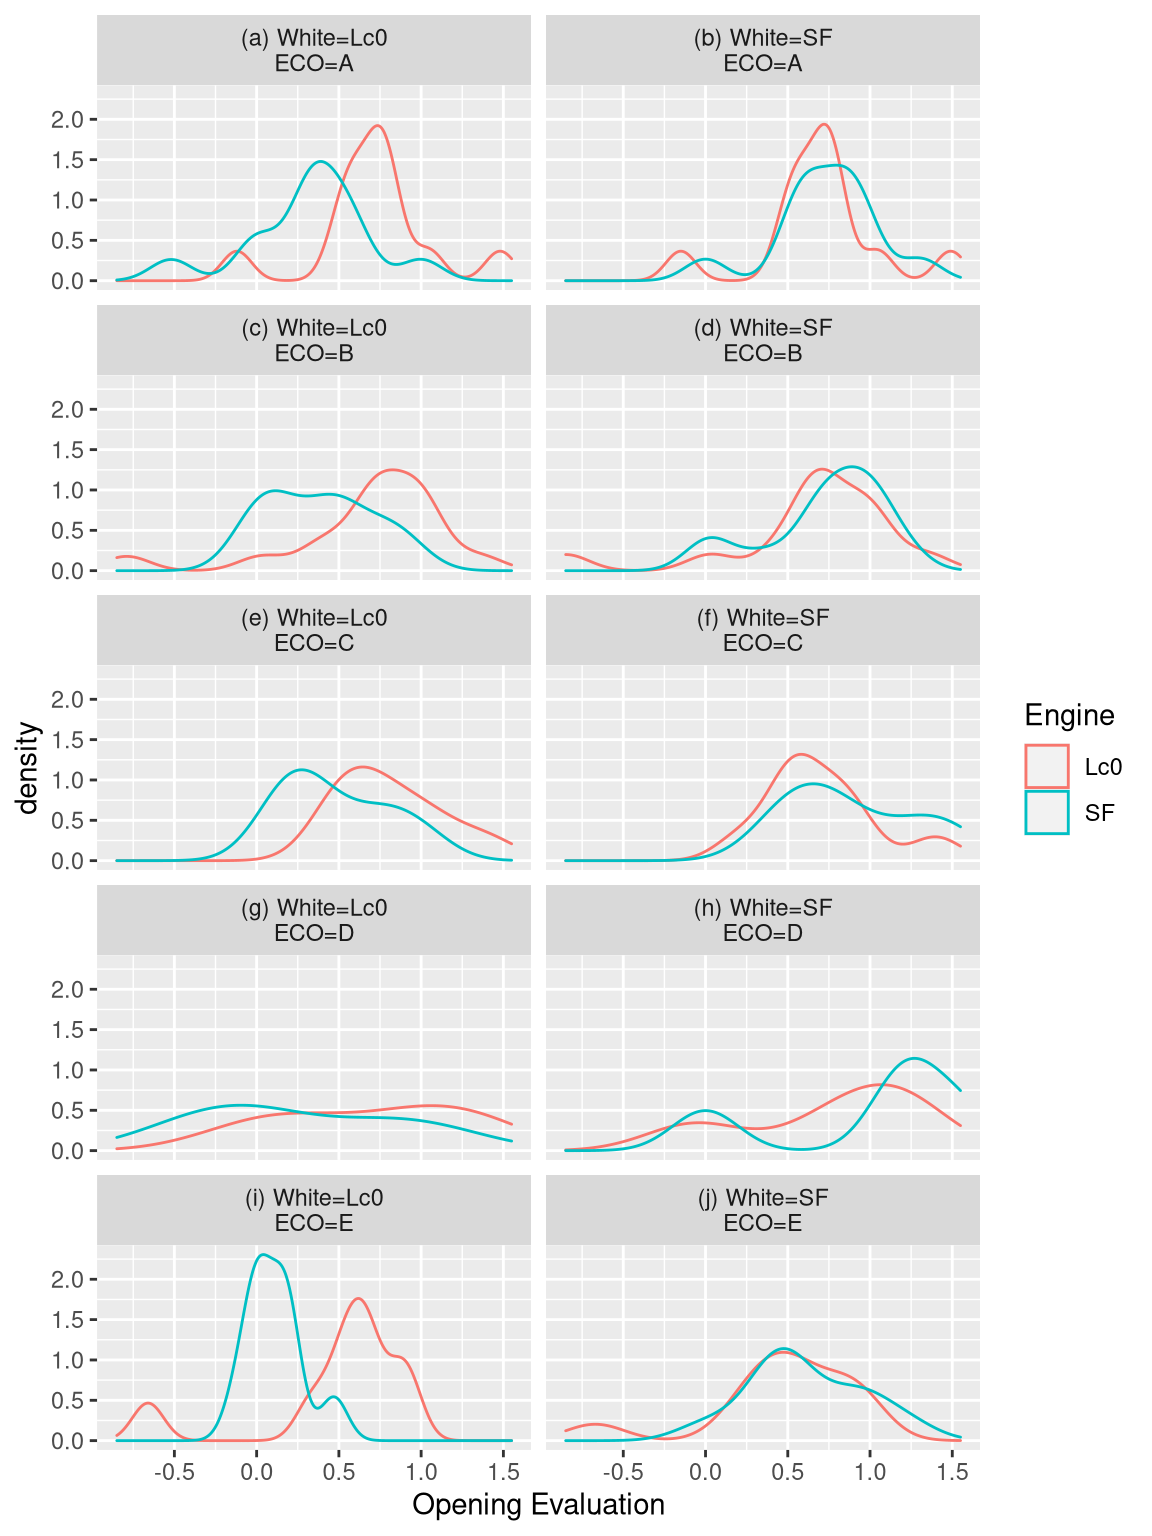 (a) White=Lc0
ECO=A
(b) White=SF
ECO=A
2.0
1.5
1.0
0.5
0.0
(c) White=Lc0
ECO=B
(d) White=SF
ECO=B
2.0
1.5
1.0
0.5
0.0
(e) White=Lc0
ECO=C
(f) White=SF
ECO=C
2.0
1.5
1.0
0.5
0.0
density
Engine
Lc0
SF
(g) White=Lc0
ECO=D
(h) White=SF
ECO=D
2.0
1.5
1.0
0.5
0.0
(i) White=Lc0
ECO=E
(j) White=SF
ECO=E
2.0
1.5
1.0
0.5
0.0
-0.5 0.0 0.5 1.0 1.5
-0.5 0.0 0.5 1.0 1.5
Opening Evaluation